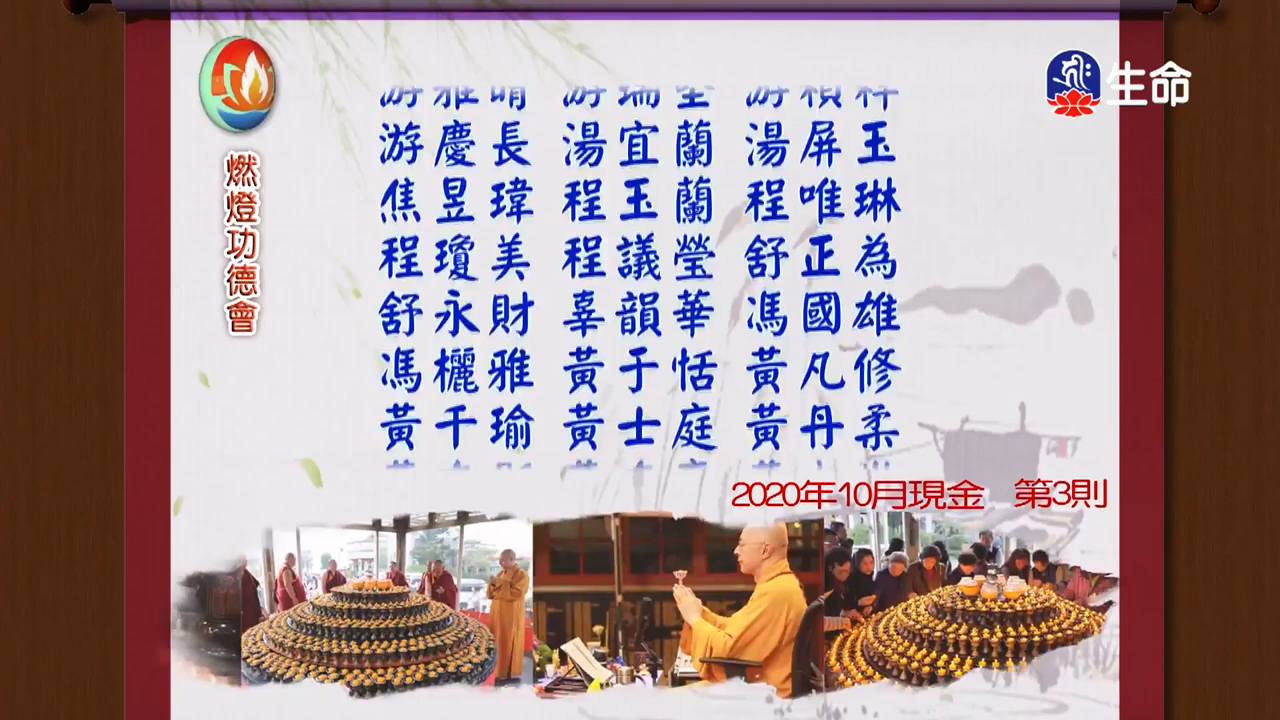 生命
燃燈功德會
游慶長 湯宜蘭 湯屏玉
焦昱瑋 程玉蘭 程唯琳
程瓊美 程議瑩 舒正為
舒永財 辜韻華 馮國雄
馮欐雅 黃于恬 黃凡修
黃千瑜 黃士庭 黃丹柔
2020年10月現金 第3則